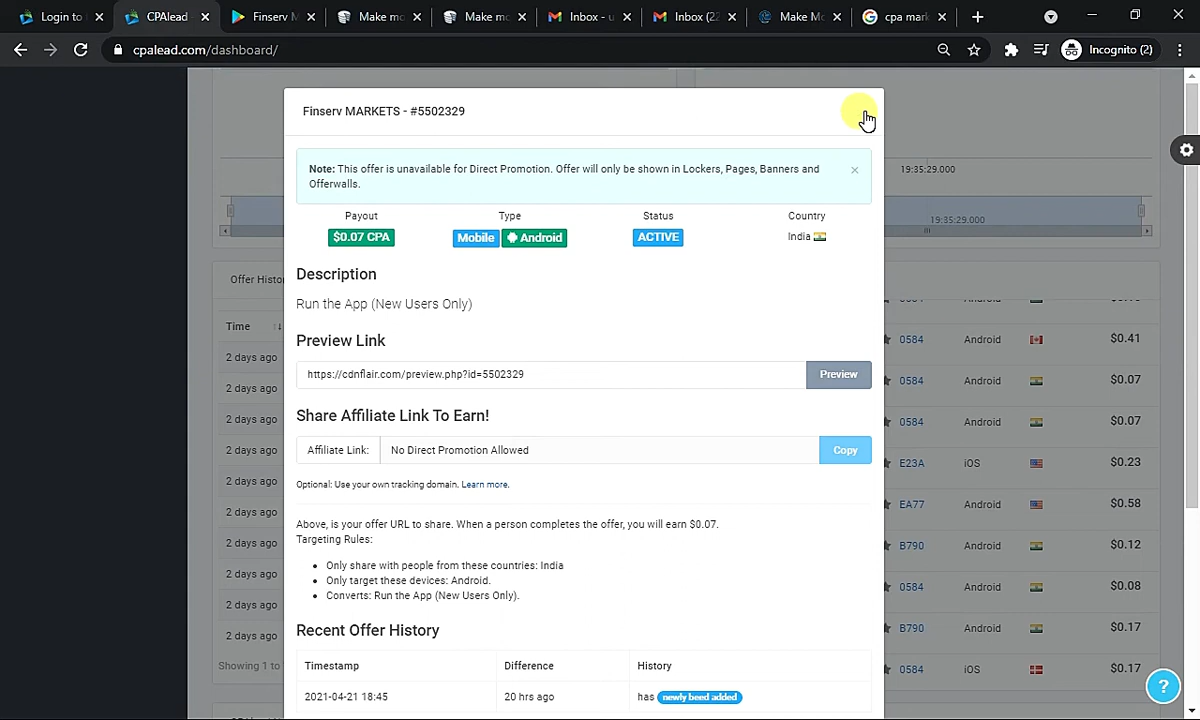 Login to
CPAlead
Finserv M
Make mo
Make mo
Inbox - u
Inbox (22
Make Mo
cpa mark
cpalead.com/dashboard/
Incognito (2)
Finserv MARKETS - #5502329
Note: This offer is unavailable for Direct Promotion. Offer will only be shown in Lockers, Pages, Banners and
Offerwalls.
19:35:29.000
19:35:29.000
Payout
Type
Status
Country
$0.07 CPA
Mobile
Android
ACTIVE
India
Description
Run the App (New Users Only)
Preview Link
https://cdnflair.com/preview.php?id=5502329
Preview
Share Affiliate Link To Earn!
Affiliate Link:
No Direct Promotion Allowed
Copy
Optional: Use your own tracking domain. Learn more.
Above, is your offer URL to share. When a person completes the offer, you will earn $0.07.
Targeting Rules:
Only share with people from these countries: India
Only target these devices: Android.
Converts: Run the App (New Users Only).
Recent Offer History
Timestamp
Difference
History
2021-04-21 18:45
20 hrs ago
has newly beed added
Offer Histo
Time
2 days ago
2 days ago
2 days ago
2 days ago
2 days ago
2 days ago
2 days ago
2 days ago
2 days ago
2 days ago
Showing 1 to
0584 Android $0.41
0584 Android $0.07
0584 Android $0.07
E23A iOS $0.23
EA77 Android $0.58
B790 Android $0.12
0584 Android $0.08
B790 Android $0.17
0584 iOS $0.17
?